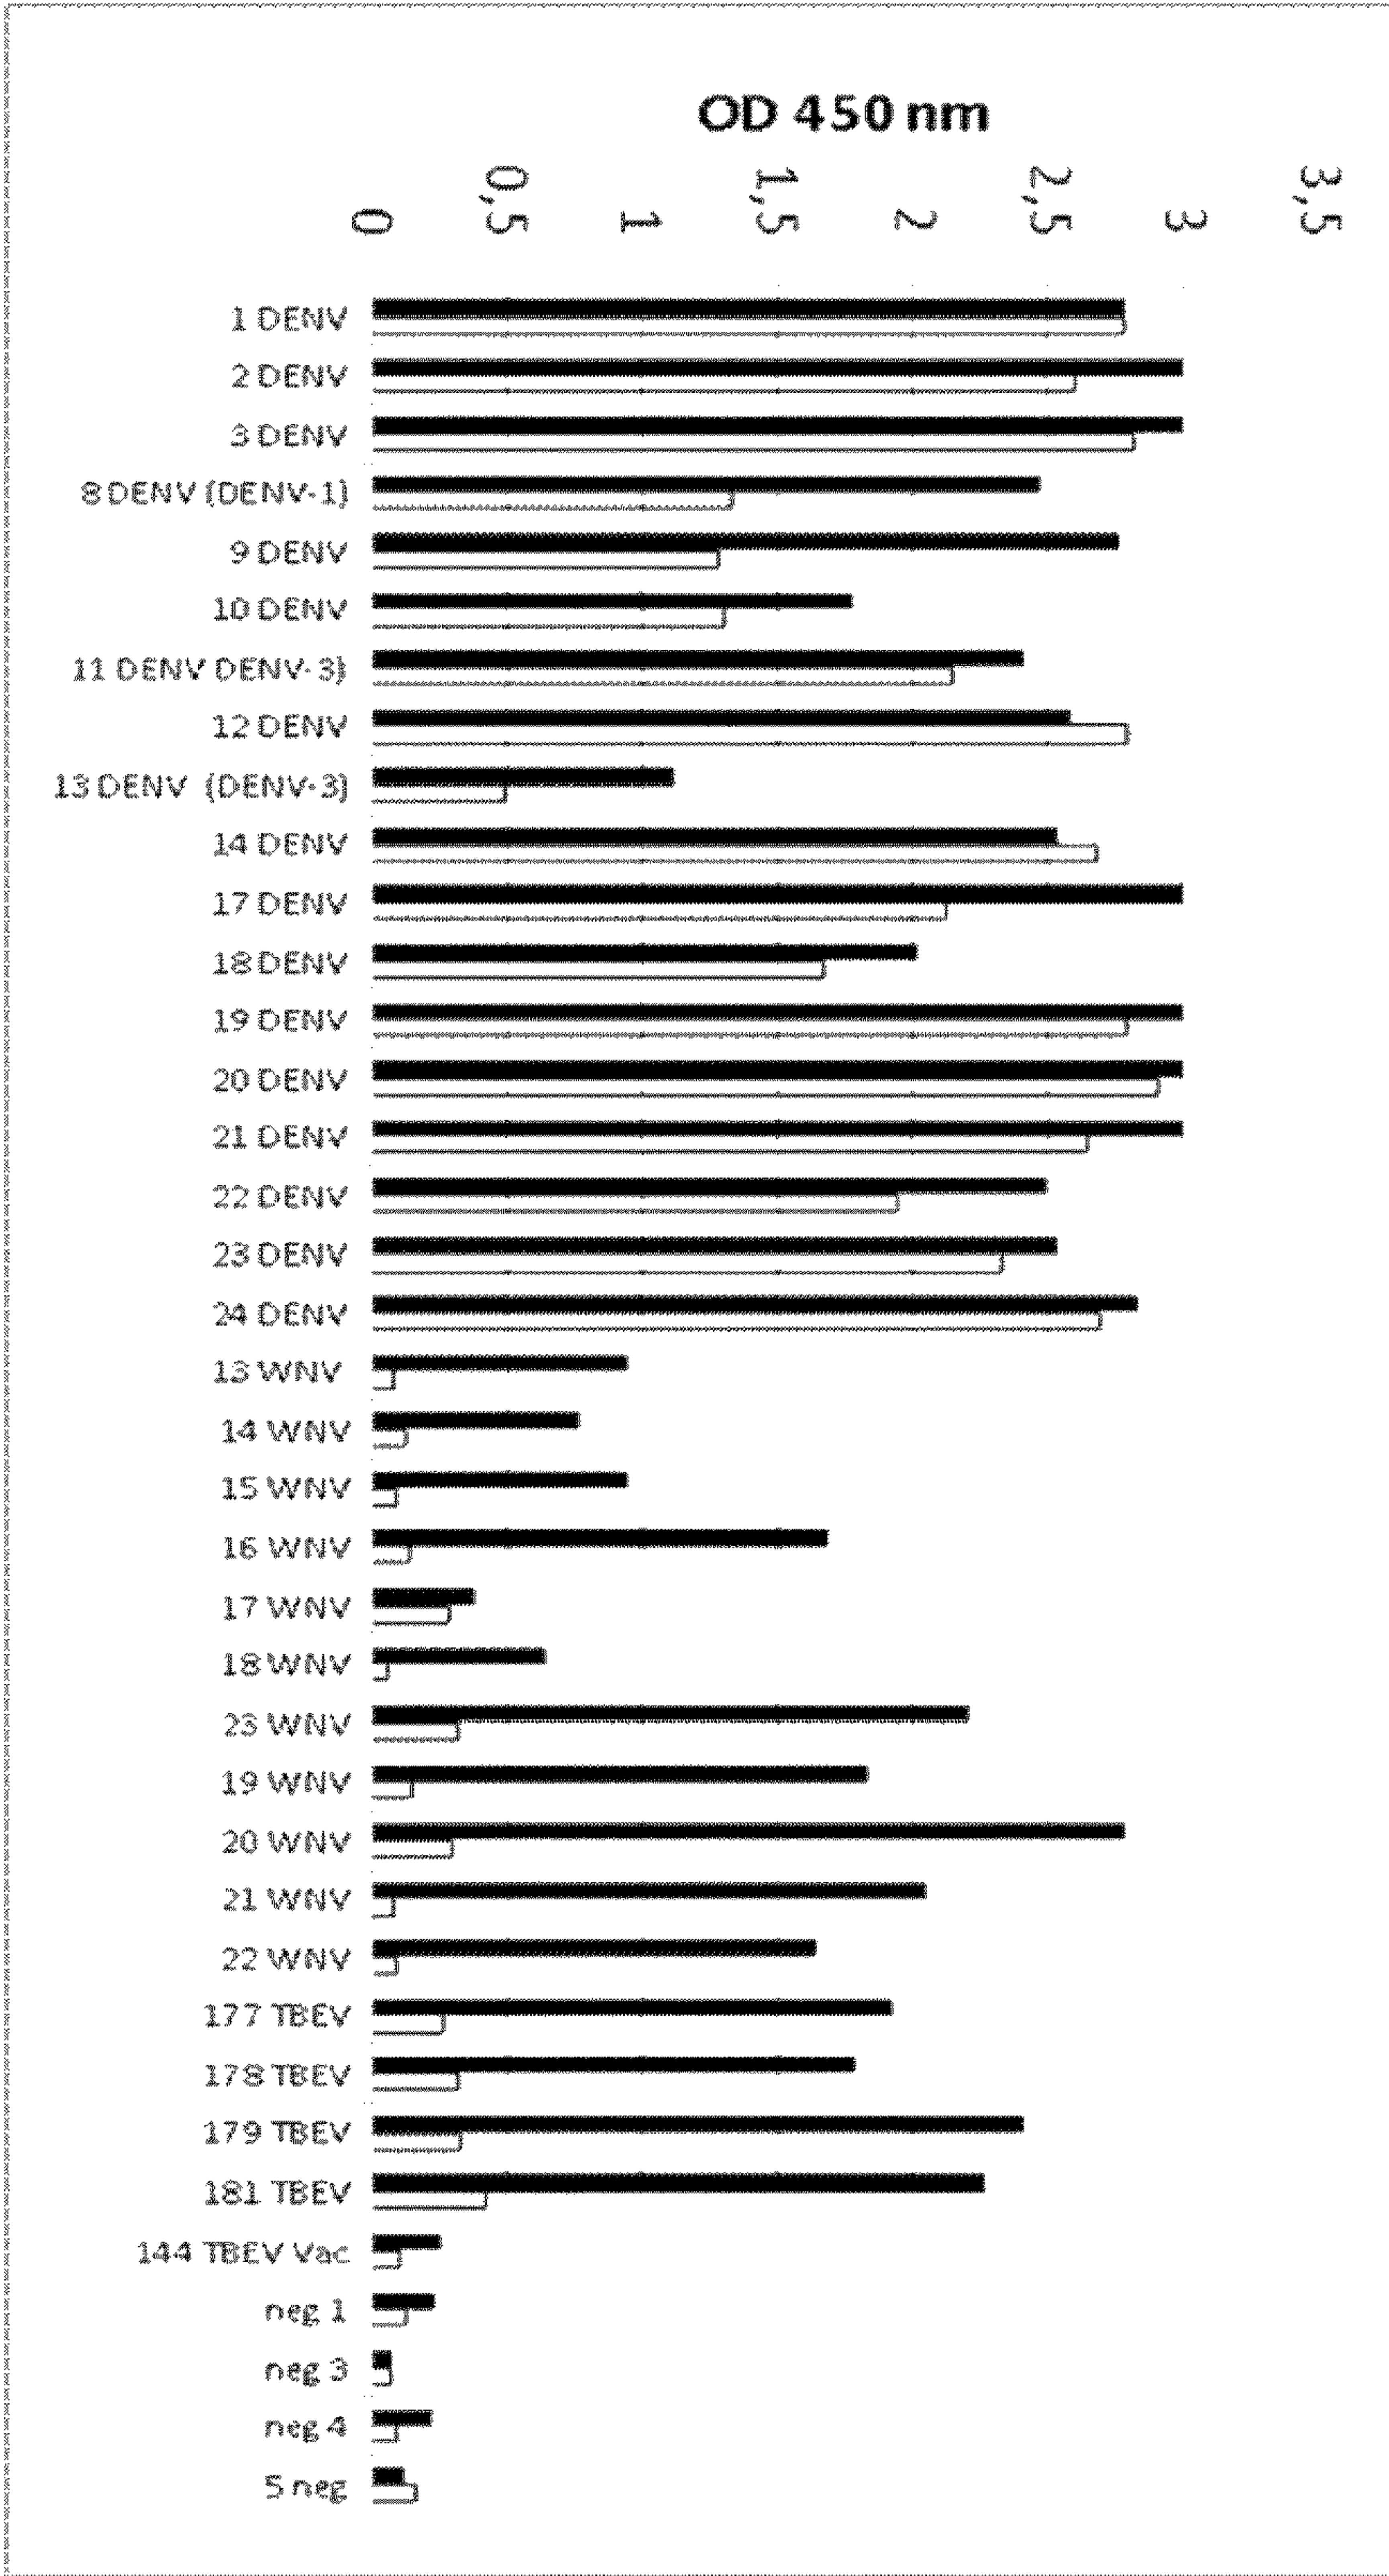 OD 450 nm
0
0,5
1
1,5
2
2,5
3
3,5
1 DENV
2 DENV
3 DENV
8 DENV (DENV-1)
9 DENV
10 DENV
11 DENV DENV-3)
12 DENV
13 DENV (DENV-3)
14 DENV
17 DENV
18 DENV
19 DENV
20 DENV
21 DENV
22 DENV
23 DENV
24 DENV
13 WNV
14 WNV
15 WNV
16 WNV
17 WNV
18 WNV
23 WNV
19 WNV
20 WNV
21 WNV
22 WNV
177 TBEV
178 TBEV
179 TBEV
181 TBEV
144 TBEV Vac
neg 1
neg 3
neg 4
5 neg